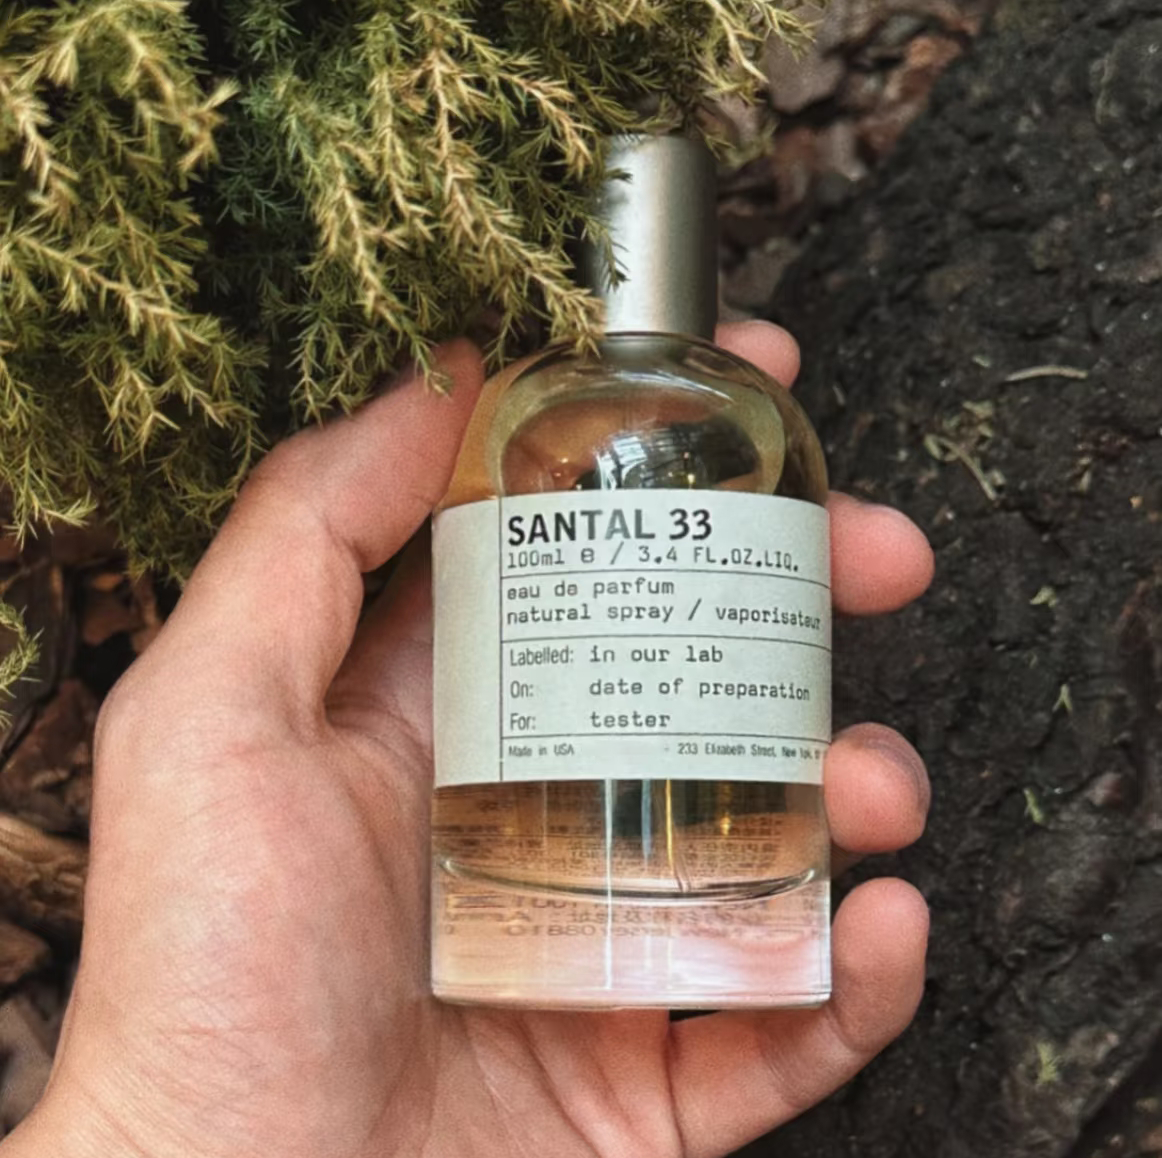 SANTAL 33
100ml e / 3.4 FL.OZ.LIQ.
eau de parfum
natural spray / vaporisateur
Labelled: in our lab
On: date of preparation
For: tester
Made in USA - 233 Elizabeth Street, New York,